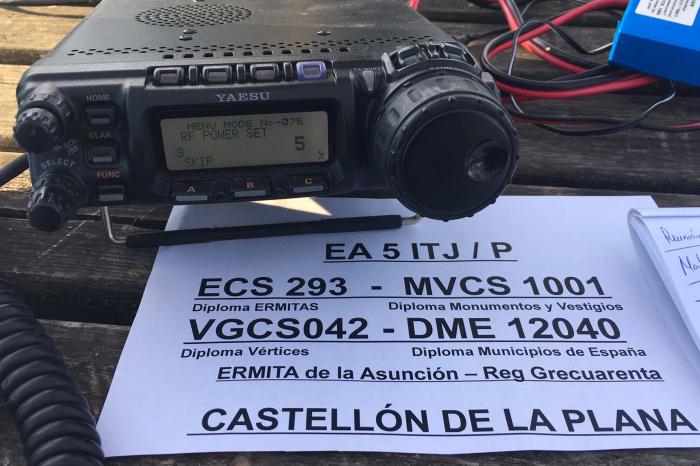 HOME
YAESU
CLAR
SELECT
FUNC
MENU MODE No-075
RF POWER SET
S 5
SKIP
A B C
EA 5 ITJ / P
ECS 293 - MVCS 1001
Diploma ERMITAS Diploma Monumentos y Vestigios
VGCS042 - DME 12040
Diploma Vértices Diploma Municipios de España
ERMITA de la Asunción – Reg Grecuarenta
CASTELLÓN DE LA PLANA